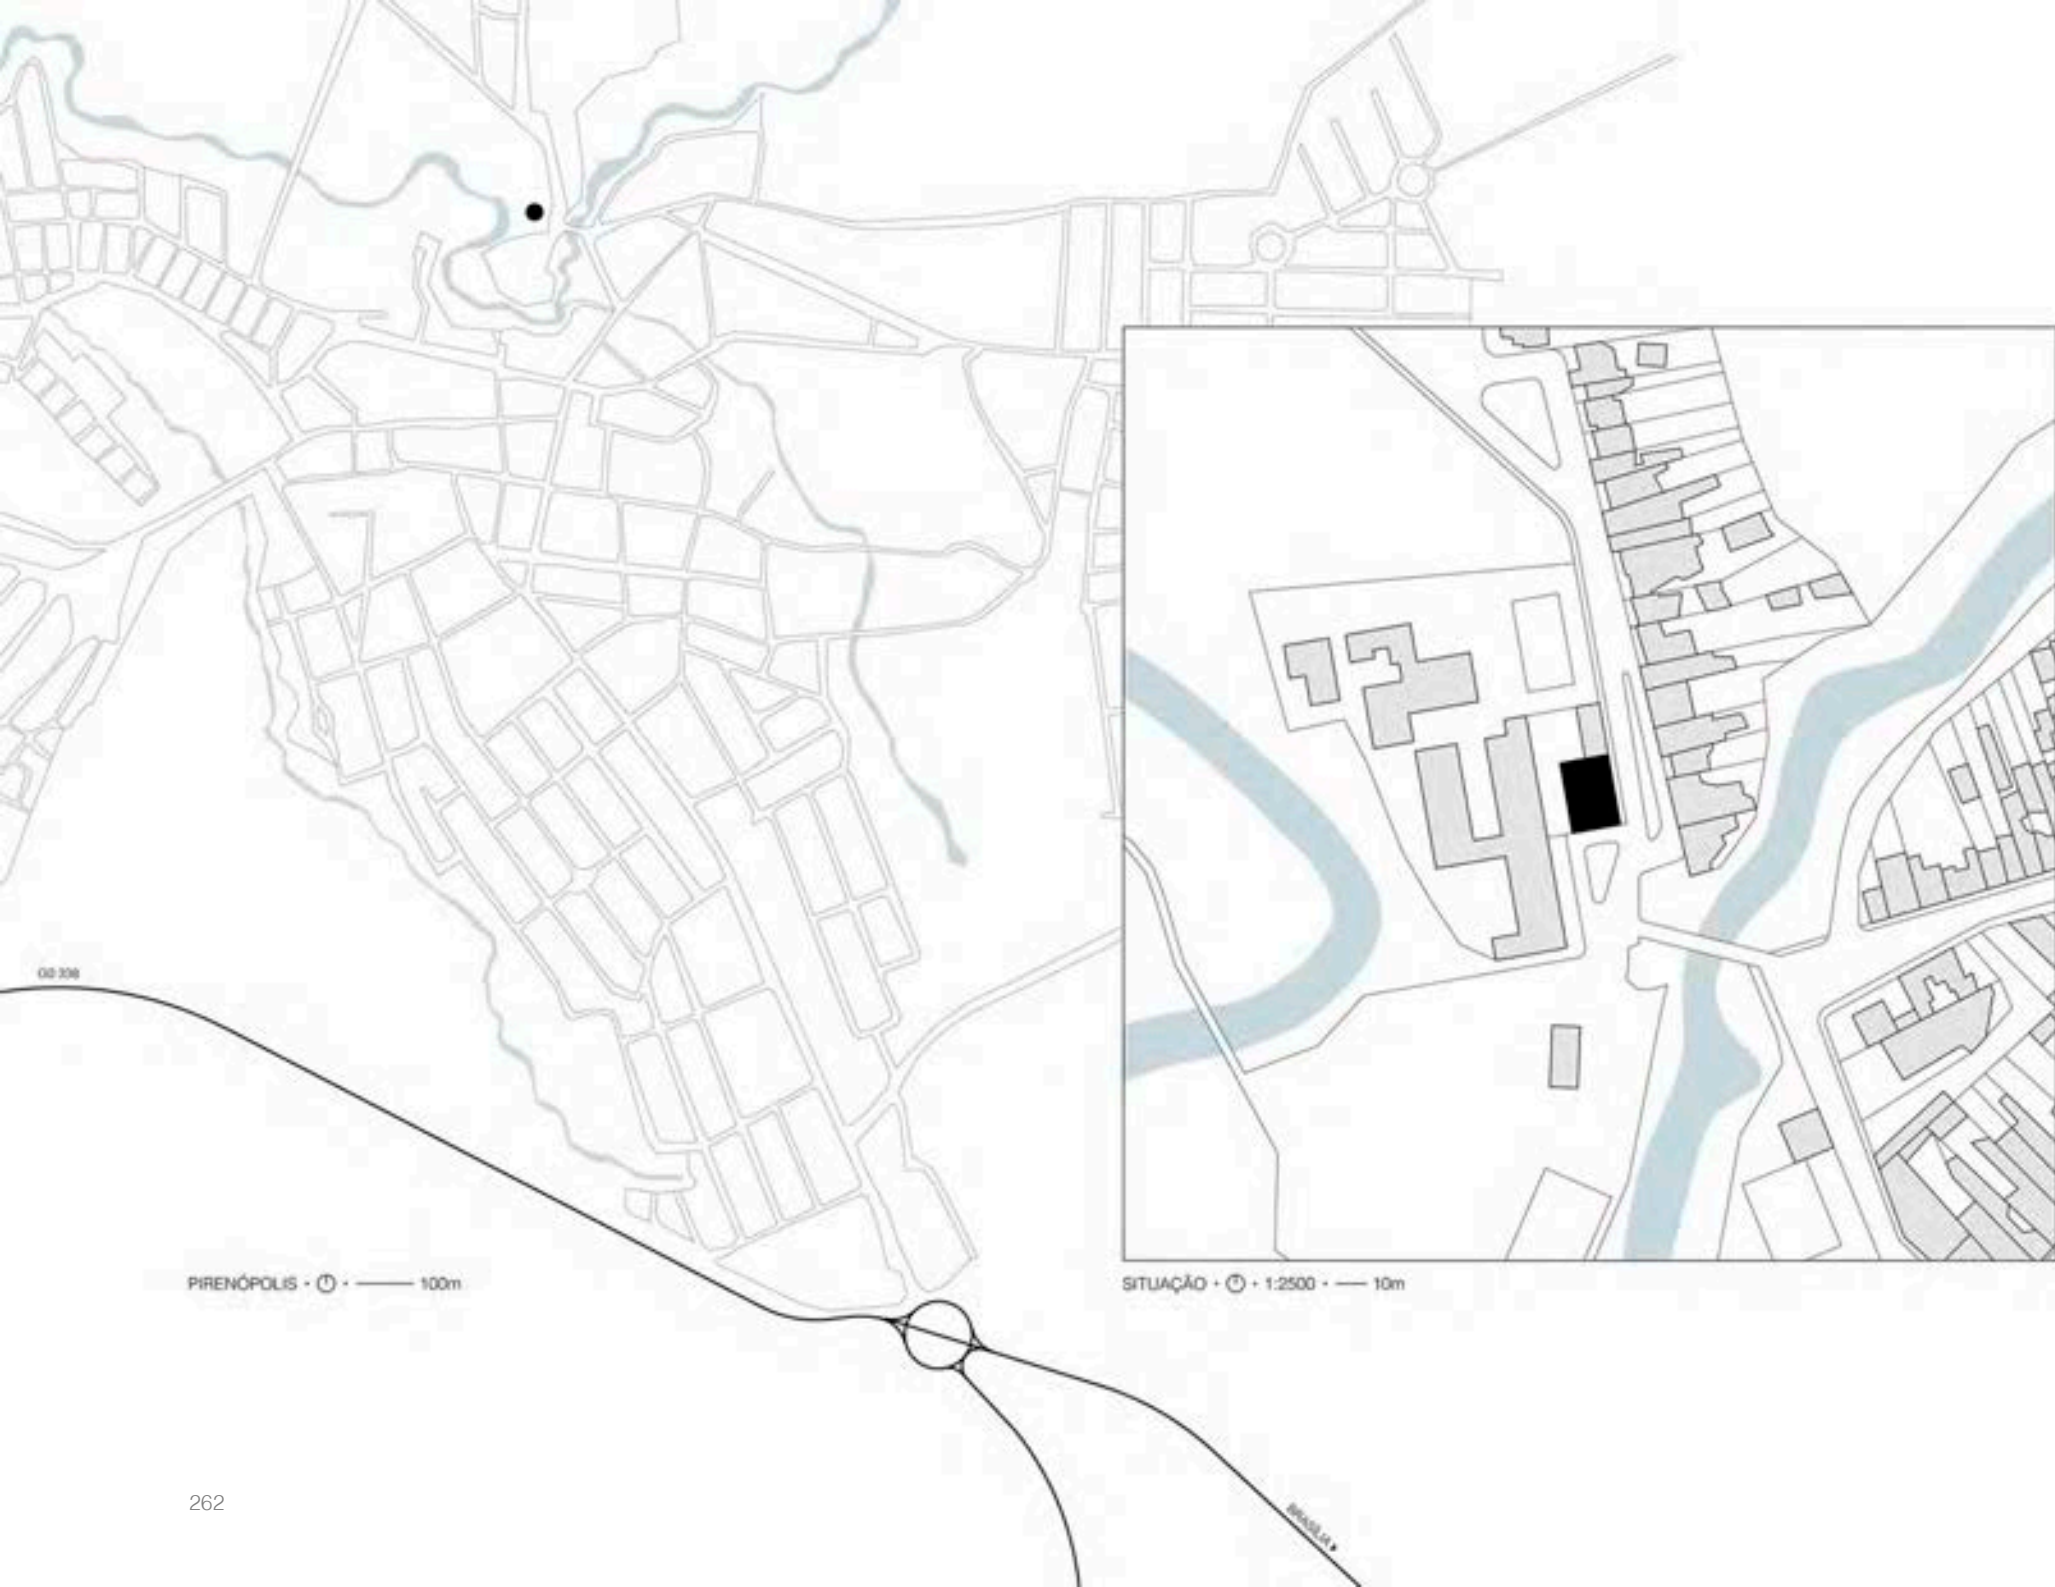 GO 338
PIRENÓPOLIS · · 100m
SITUAÇÃO · · 1:2500 · 10m
BRASÍLIA
262